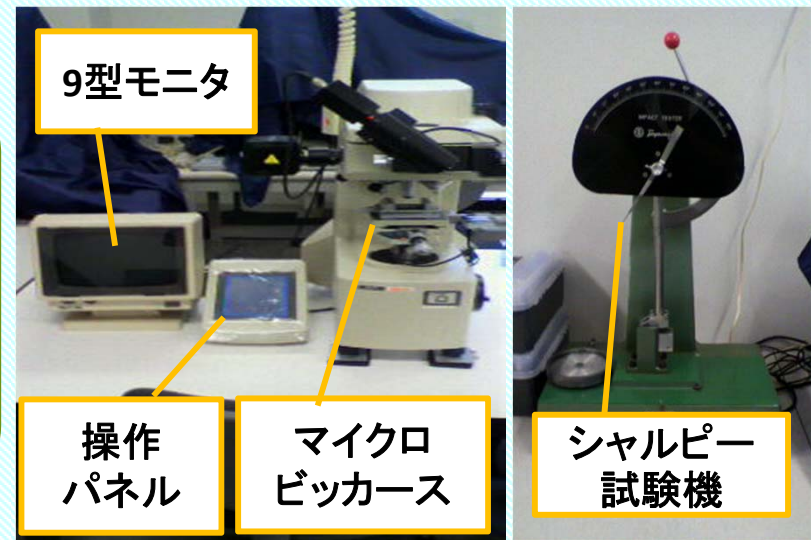 9型モニタ
操作
パネル
マイクロ
ビッカース
IMPACT TESTER
シャルピー
試験機